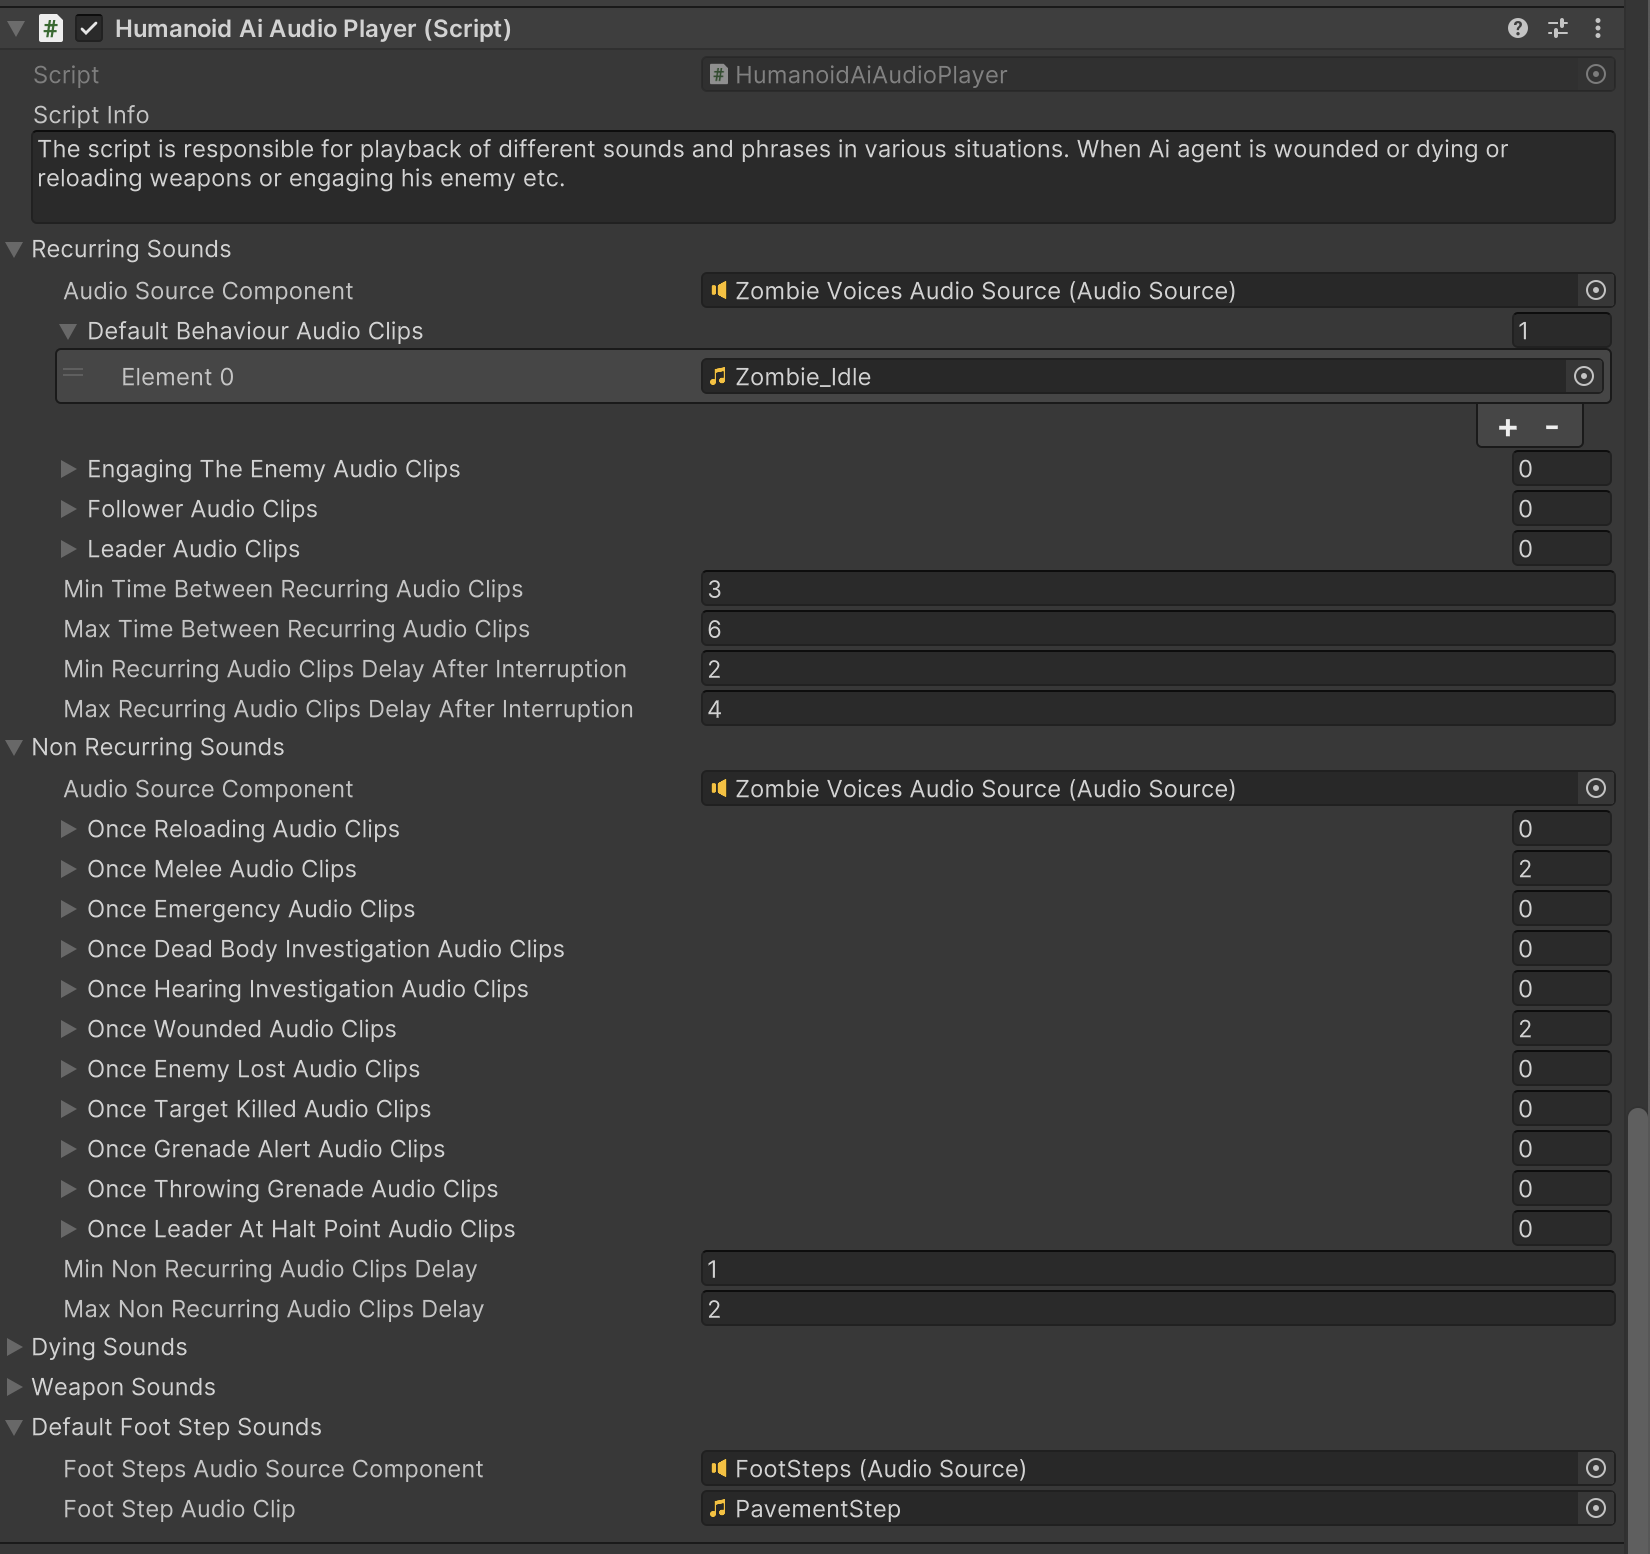 Humanoid Ai Audio Player (Script)
Script HumanoidAiAudioPlayer
Script Info
The script is responsible for playback of different sounds and phrases in various situations. When Ai agent is wounded or dying or
reloading weapons or engaging his enemy etc.
Recurring Sounds
Audio Source Component Zombie Voices Audio Source (Audio Source)
Default Behaviour Audio Clips 1
Element 0 Zombie_Idle
+ -
Engaging The Enemy Audio Clips 0
Follower Audio Clips 0
Leader Audio Clips 0
Min Time Between Recurring Audio Clips 3
Max Time Between Recurring Audio Clips 6
Min Recurring Audio Clips Delay After Interruption 2
Max Recurring Audio Clips Delay After Interruption 4
Non Recurring Sounds
Audio Source Component Zombie Voices Audio Source (Audio Source)
Once Reloading Audio Clips 0
Once Melee Audio Clips 2
Once Emergency Audio Clips 0
Once Dead Body Investigation Audio Clips 0
Once Hearing Investigation Audio Clips 0
Once Wounded Audio Clips 2
Once Enemy Lost Audio Clips 0
Once Target Killed Audio Clips 0
Once Grenade Alert Audio Clips 0
Once Throwing Grenade Audio Clips 0
Once Leader At Halt Point Audio Clips 0
Min Non Recurring Audio Clips Delay 1
Max Non Recurring Audio Clips Delay 2
Dying Sounds
Weapon Sounds
Default Foot Step Sounds
Foot Steps Audio Source Component FootSteps (Audio Source)
Foot Step Audio Clip PavementStep